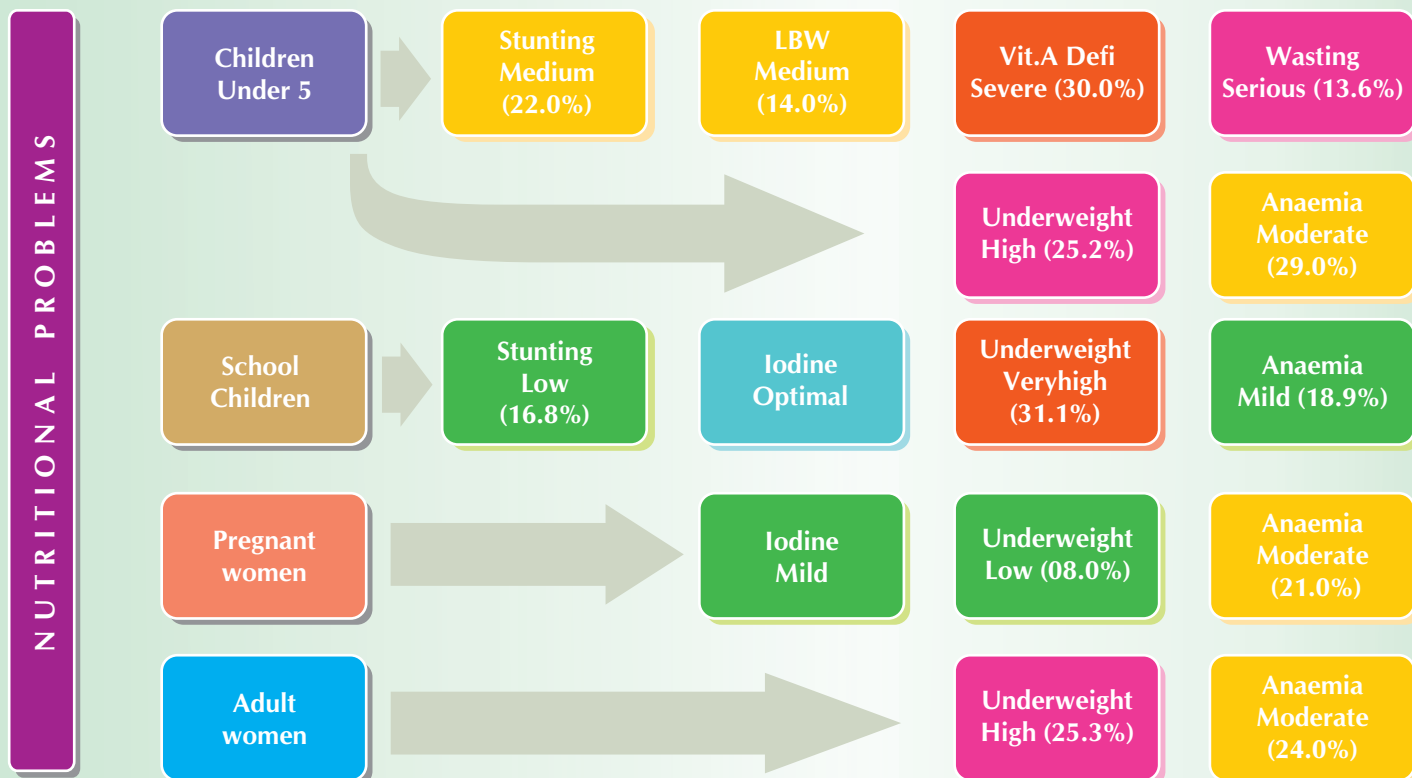 NUTRITIONAL PROBLEMS
Children
Under 5
Stunting
Medium
(22.0%)
LBW
Medium
(14.0%)
Vit.A Defi
Severe (30.0%)
Wasting
Serious (13.6%)
Underweight
High (25.2%)
Anaemia
Moderate
(29.0%)
School
Children
Stunting
Low
(16.8%)
Iodine
Optimal
Underweight
Veryhigh
(31.1%)
Anaemia
Mild (18.9%)
Pregnant
women
Iodine
Mild
Underweight
Low (08.0%)
Anaemia
Moderate
(21.0%)
Adult
women
Underweight
High (25.3%)
Anaemia
Moderate
(24.0%)